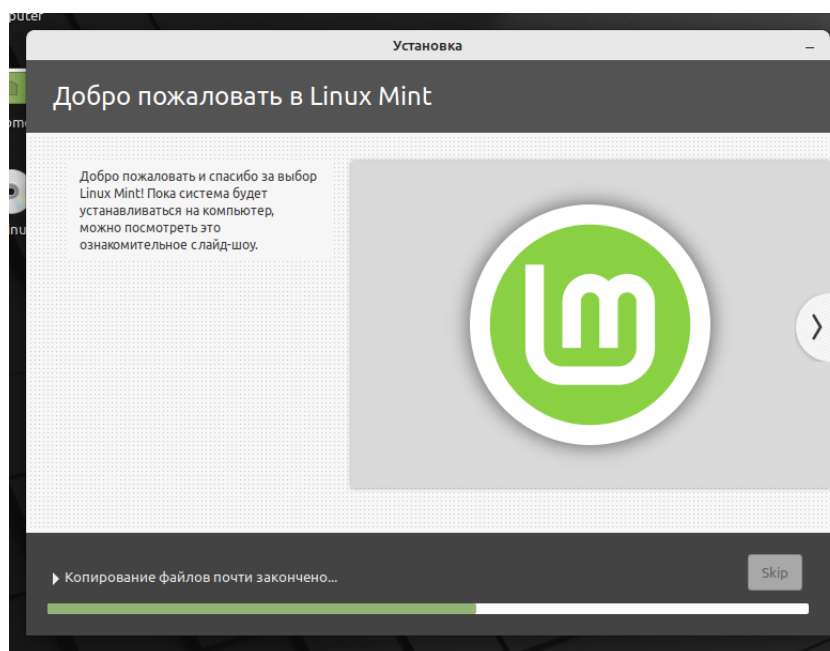 Установка
Добро пожаловать в Linux Mint
Добро пожаловать и спасибо за выбор
Linux Mint! Пока система будет
устанавливаться на компьютер,
можно посмотреть это
ознакомительное слайд-шоу.
Копирование файлов почти закончено...
Skip